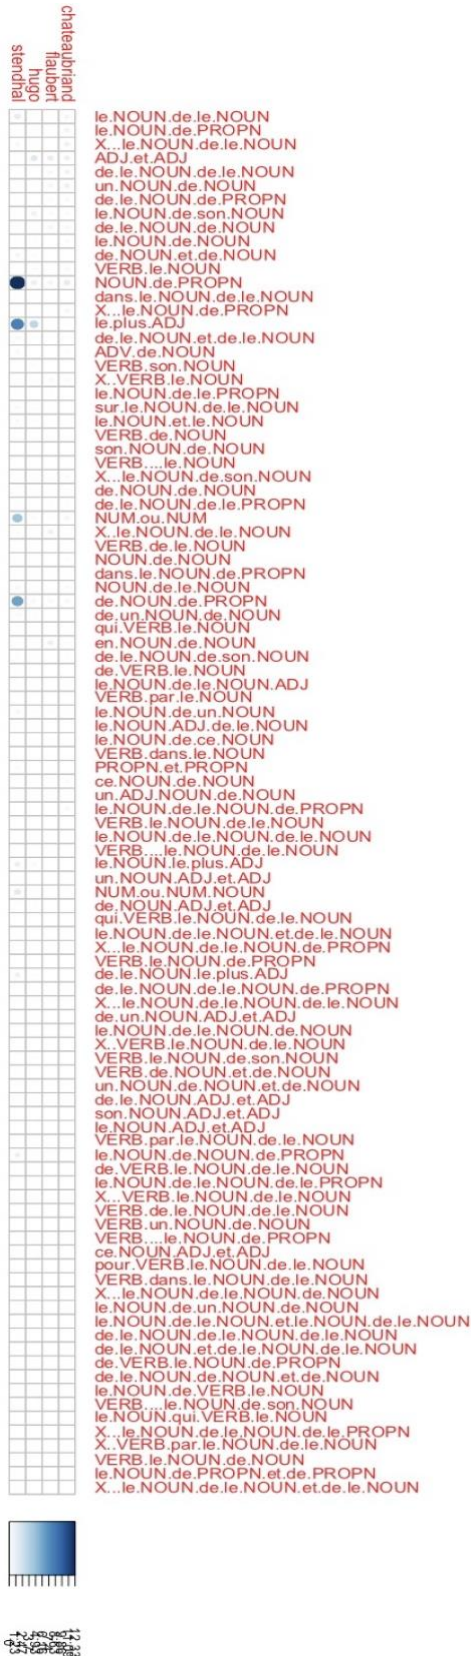 chateaubriand
flaubert
hugo
stendhal
le.NOUN.de.le.NOUN
le.NOUN.de.PROPN
X...le.NOUN.de.le.NOUN
ADJ.et.ADJ
de.le.NOUN.de.le.NOUN
un.NOUN.de.NOUN
de.le.NOUN.de.PROPN
le.NOUN.de.son.NOUN
de.le.NOUN.de.NOUN
le.NOUN.de.NOUN
de.NOUN.et.de.NOUN
VERB.le.NOUN
NOUN.de.PROPN
dans.le.NOUN.de.le.NOUN
X...le.NOUN.de.PROPN
le.plus.ADJ
de.le.NOUN.et.de.le.NOUN
ADV.de.NOUN
VERB.son.NOUN
X..VERB.le.NOUN
le.NOUN.de.le.PROPN
sur.le.NOUN.de.le.NOUN
le.NOUN.et.le.NOUN
VERB.de.NOUN
son.NOUN.de.NOUN
VERB....le.NOUN
X...le.NOUN.de.son.NOUN
de.NOUN.de.NOUN
de.le.NOUN.de.le.PROPN
NUM.ou.NUM
X..le.NOUN.de.le.NOUN
VERB.de.le.NOUN
NOUN.de.NOUN
dans.le.NOUN.de.PROPN
NOUN.de.le.NOUN
de.NOUN.de.PROPN
de.un.NOUN.de.NOUN
qui.VERB.le.NOUN
en.NOUN.de.NOUN
de.le.NOUN.de.son.NOUN
de.VERB.le.NOUN
le.NOUN.de.le.NOUN.ADJ
VERB.par.le.NOUN
le.NOUN.de.un.NOUN
le.NOUN.ADJ.de.le.NOUN
le.NOUN.de.ce.NOUN
VERB.dans.le.NOUN
PROPN.et.PROPN
ce.NOUN.de.NOUN
un.ADJ.NOUN.de.NOUN
le.NOUN.de.le.NOUN.de.PROPN
VERB.le.NOUN.de.le.NOUN
le.NOUN.de.le.NOUN.de.le.NOUN
VERB....le.NOUN.de.le.NOUN
le.NOUN.le.plus.ADJ
un.NOUN.ADJ.et.ADJ
NUM.ou.NUM.NOUN
de.NOUN.ADJ.et.ADJ
qui.VERB.le.NOUN.de.le.NOUN
le.NOUN.de.le.NOUN.et.de.le.NOUN
X...le.NOUN.de.le.NOUN.de.PROPN
VERB.le.NOUN.de.PROPN
de.le.NOUN.le.plus.ADJ
de.le.NOUN.de.le.NOUN.de.PROPN
X...le.NOUN.de.le.NOUN.de.le.NOUN
de.un.NOUN.ADJ.et.ADJ
le.NOUN.de.le.NOUN.de.NOUN
X..VERB.le.NOUN.de.le.NOUN
VERB.le.NOUN.de.son.NOUN
VERB.de.NOUN.et.de.NOUN
un.NOUN.de.NOUN.et.de.NOUN
de.le.NOUN.ADJ.et.ADJ
son.NOUN.ADJ.et.ADJ
le.NOUN.ADJ.et.ADJ
VERB.par.le.NOUN.de.le.NOUN
le.NOUN.de.NOUN.de.PROPN
de.VERB.le.NOUN.de.le.NOUN
le.NOUN.de.le.NOUN.de.le.PROPN
X...VERB.le.NOUN.de.le.NOUN
VERB.de.le.NOUN.de.le.NOUN
VERB.un.NOUN.de.NOUN
VERB....le.NOUN.de.PROPN
ce.NOUN.ADJ.et.ADJ
pour.VERB.le.NOUN.de.le.NOUN
VERB.dans.le.NOUN.de.le.NOUN
X...le.NOUN.de.le.NOUN.de.NOUN
le.NOUN.de.un.NOUN.de.NOUN
le.NOUN.de.le.NOUN.et.le.NOUN.de.le.NOUN
de.le.NOUN.de.le.NOUN.de.le.NOUN
de.le.NOUN.et.de.le.NOUN.de.le.NOUN
de.VERB.le.NOUN.de.PROPN
de.le.NOUN.de.NOUN.et.de.NOUN
le.NOUN.de.VERB.le.NOUN
VERB....le.NOUN.de.son.NOUN
le.NOUN.qui.VERB.le.NOUN
X...le.NOUN.de.le.NOUN.de.le.PROPN
X..VERB.par.le.NOUN.de.le.NOUN
VERB.le.NOUN.de.NOUN
le.NOUN.de.PROPN.et.de.PROPN
X...le.NOUN.de.le.NOUN.et.de.le.NOUN
12.33